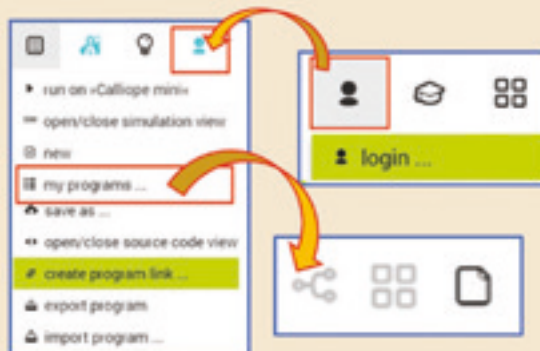 run on »Calliope mini«
open/close simulation view
new
my programs ...
save as ...
open/close source code view
create program link ...
export program
import program ...
login ...